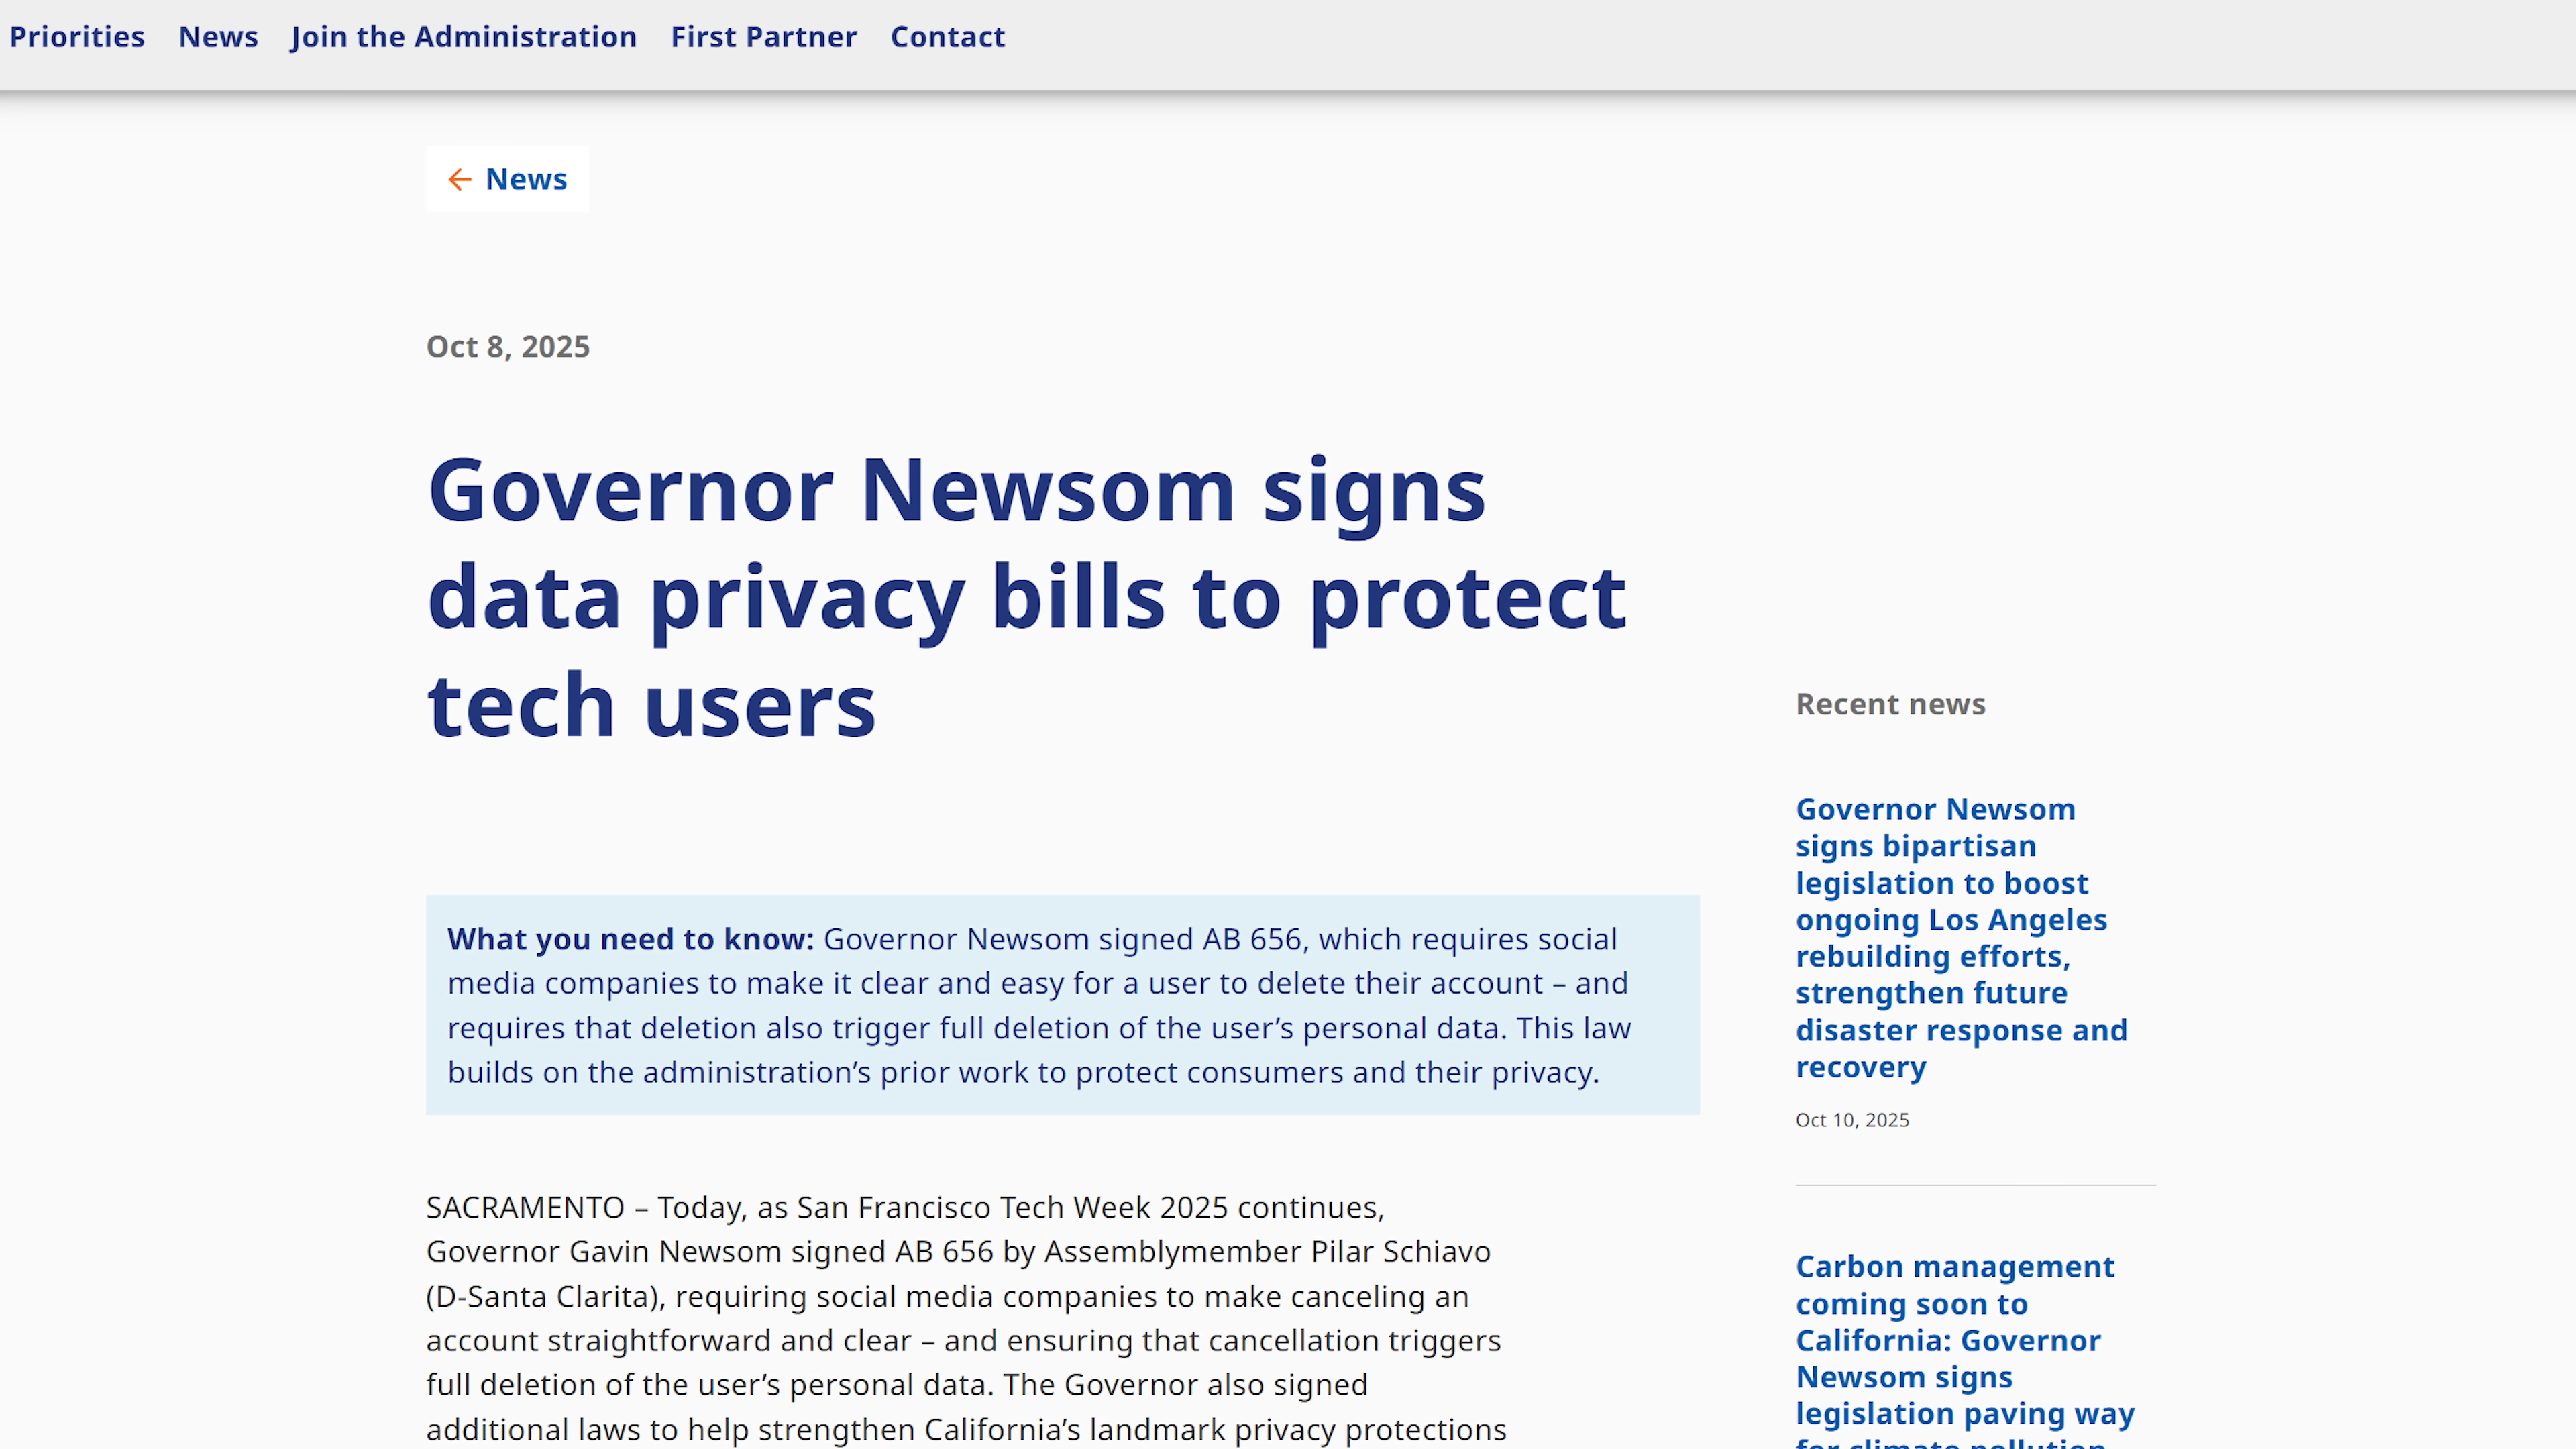 Priorities News Join the Administration First Partner Contact
← News
Oct 8, 2025
Governor Newsom signs
data privacy bills to protect
tech users
What you need to know: Governor Newsom signed AB 656, which requires social
media companies to make it clear and easy for a user to delete their account – and
requires that deletion also trigger full deletion of the user’s personal data. This law
builds on the administration’s prior work to protect consumers and their privacy.
SACRAMENTO – Today, as San Francisco Tech Week 2025 continues,
Governor Gavin Newsom signed AB 656 by Assemblymember Pilar Schiavo
(D-Santa Clarita), requiring social media companies to make canceling an
account straightforward and clear – and ensuring that cancellation triggers
full deletion of the user’s personal data. The Governor also signed
additional laws to help strengthen California’s landmark privacy protections
Recent news
Governor Newsom
signs bipartisan
legislation to boost
ongoing Los Angeles
rebuilding efforts,
strengthen future
disaster response and
recovery
Oct 10, 2025
Carbon management
coming soon to
California: Governor
Newsom signs
legislation paving way
for climate pollution